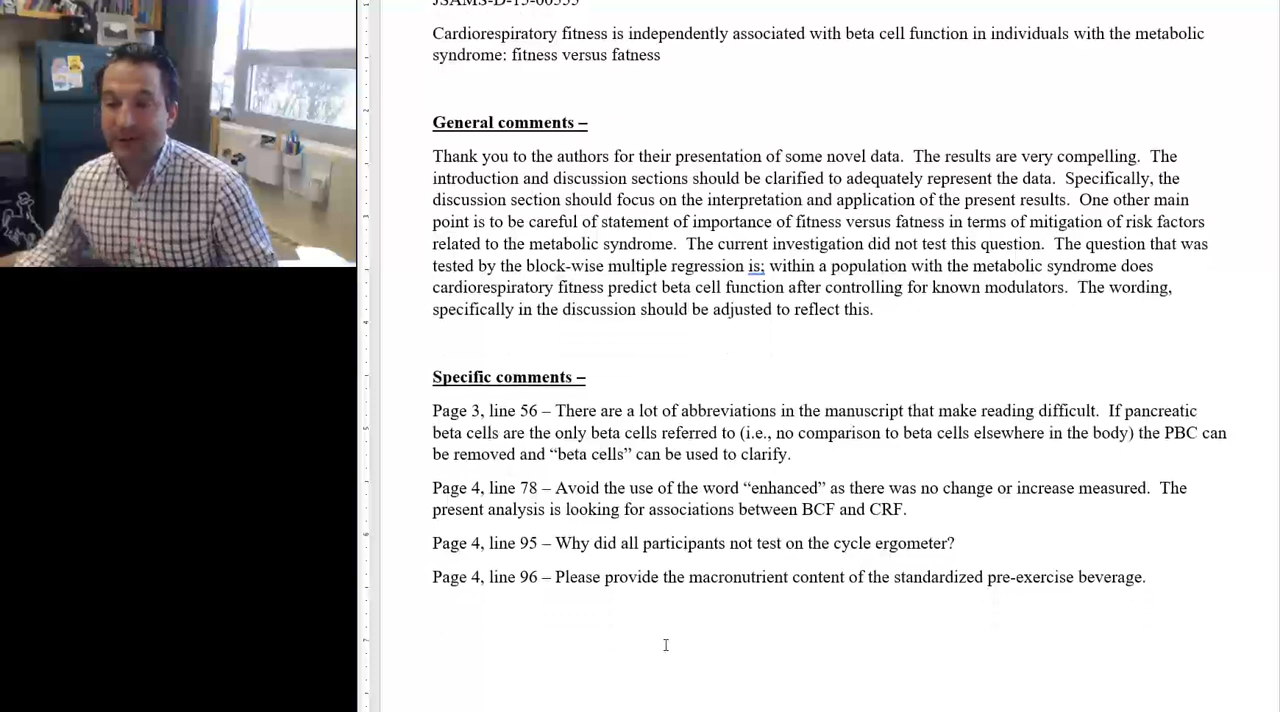 JSAMS-D-15-00555
Cardiorespiratory fitness is independently associated with beta cell function in individuals with the metabolic
syndrome: fitness versus fatness
General comments –
Thank you to the authors for their presentation of some novel data. The results are very compelling. The
introduction and discussion sections should be clarified to adequately represent the data. Specifically, the
discussion section should focus on the interpretation and application of the present results. One other main
point is to be careful of statement of importance of fitness versus fatness in terms of mitigation of risk factors
related to the metabolic syndrome. The current investigation did not test this question. The question that was
tested by the block-wise multiple regression is; within a population with the metabolic syndrome does
cardiorespiratory fitness predict beta cell function after controlling for known modulators. The wording,
specifically in the discussion should be adjusted to reflect this.
Specific comments –
Page 3, line 56 – There are a lot of abbreviations in the manuscript that make reading difficult. If pancreatic
beta cells are the only beta cells referred to (i.e., no comparison to beta cells elsewhere in the body) the PBC can
be removed and “beta cells” can be used to clarify.
Page 4, line 78 – Avoid the use of the word “enhanced” as there was no change or increase measured. The
present analysis is looking for associations between BCF and CRF.
Page 4, line 95 – Why did all participants not test on the cycle ergometer?
Page 4, line 96 – Please provide the macronutrient content of the standardized pre-exercise beverage.